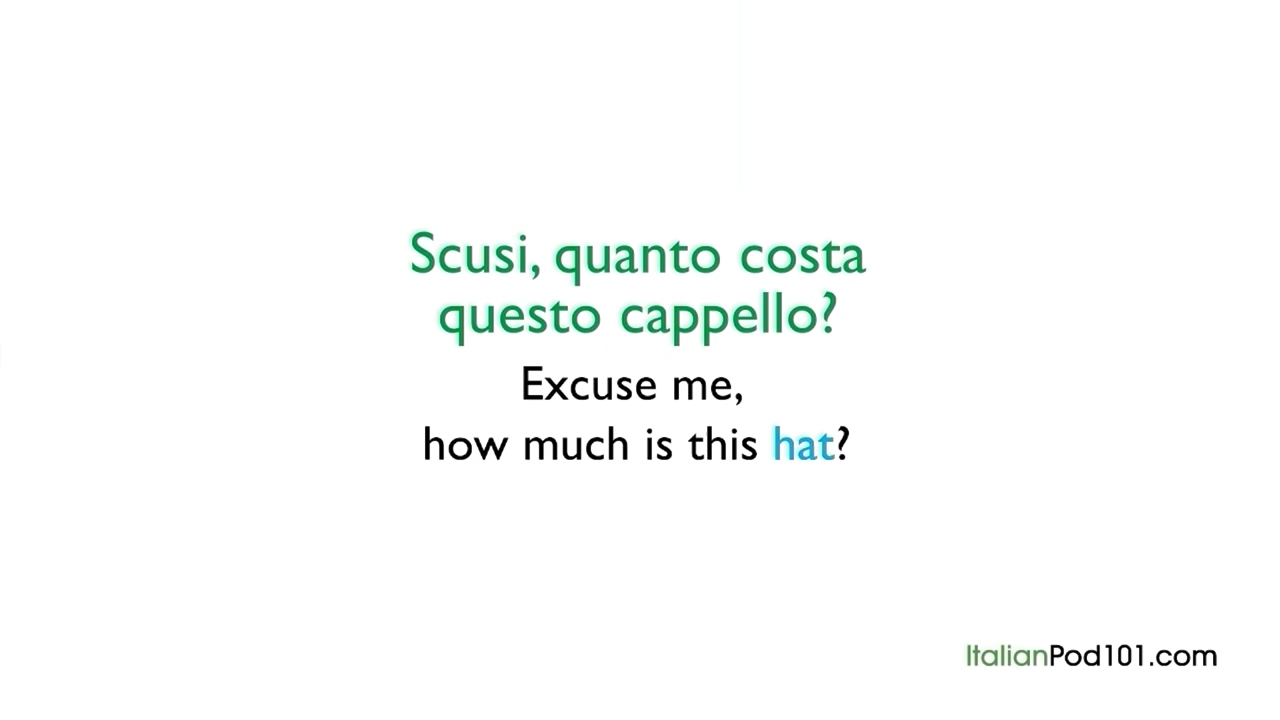 Scusi, quanto costa
questo cappello?
Excuse me,
how much is this hat?
ItalianPod101.com